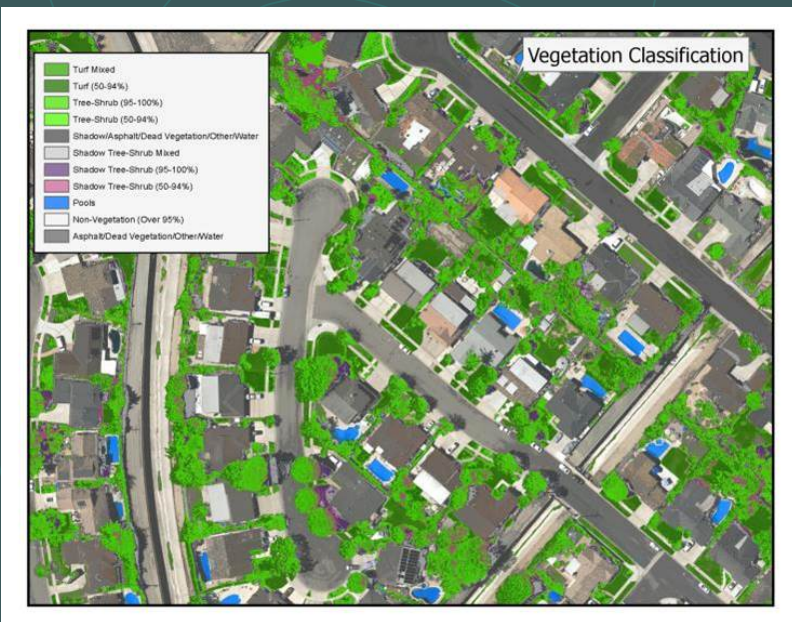 Vegetation Classification
Turf Mixed
Turf (50-94%)
Tree-Shrub (95-100%)
Tree-Shrub (50-94%)
Shadow/Asphalt/Dead Vegetation/Other/Water
Shadow Tree-Shrub Mixed
Shadow Tree-Shrub (95-100%)
Shadow Tree-Shrub (50-94%)
Pools
Non-Vegetation (Over 95%)
Asphalt/Dead Vegetation/Other/Water